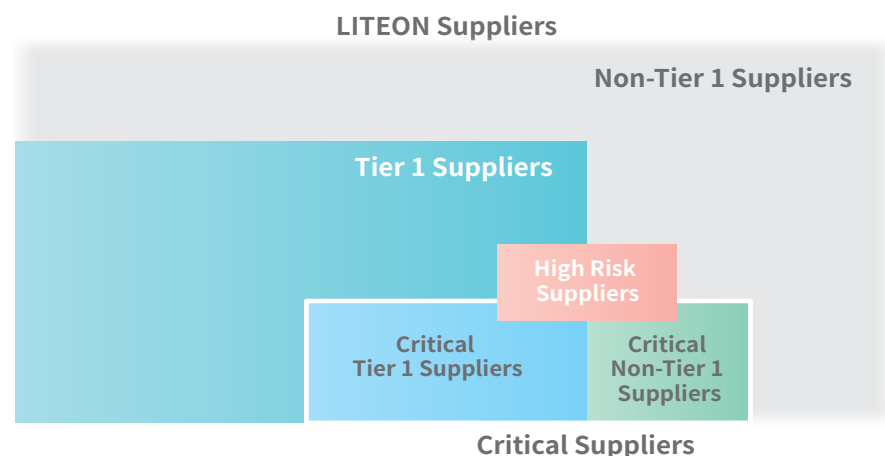 LITEON Suppliers
Non-Tier 1 Suppliers
Tier 1 Suppliers
High Risk
Suppliers
Critical
Tier 1 Suppliers
Critical
Non-Tier 1
Suppliers
Critical Suppliers